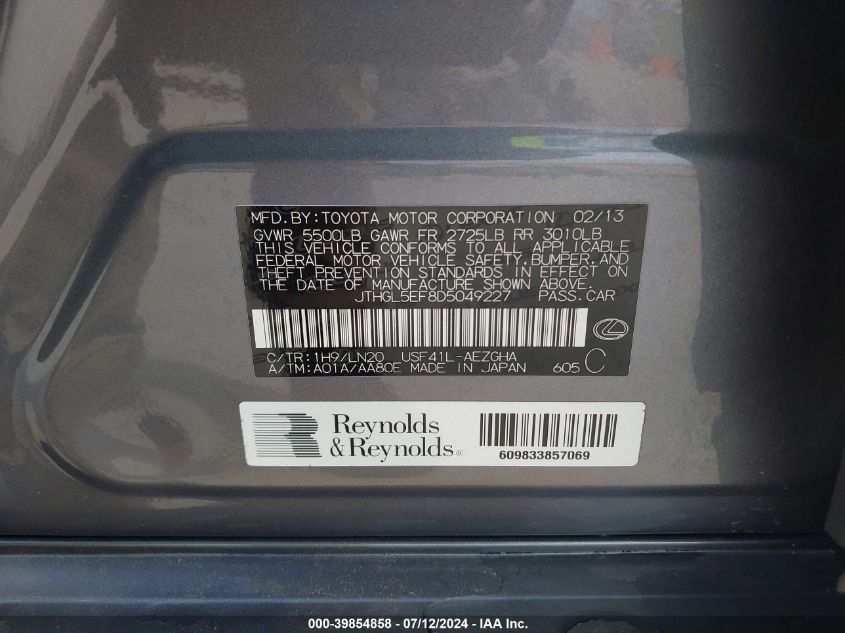 MFD.BY:TOYOTA MOTOR CORPORATION 02/13
GVWR 5500LB GAWR FR 2725LB RR 3010LB
THIS VEHICLE CONFORMS TO ALL APPLICABLE
FEDERAL MOTOR VEHICLE SAFETY,BUMPER,AND
THEFT PREVENTION STANDARDS IN EFFECT ON
THE DATE OF MANUFACTURE SHOWN ABOVE.
JTHGL5EF8D5049227 PASS.CAR
C/TR:1H9/LN20 USF41L-AEZGHA
A/TM:A01A/AA80E MADE IN JAPAN 605 C
Reynolds
& Reynolds®
609833857069
000-39854858 - 07/12/2024 - IAA Inc.